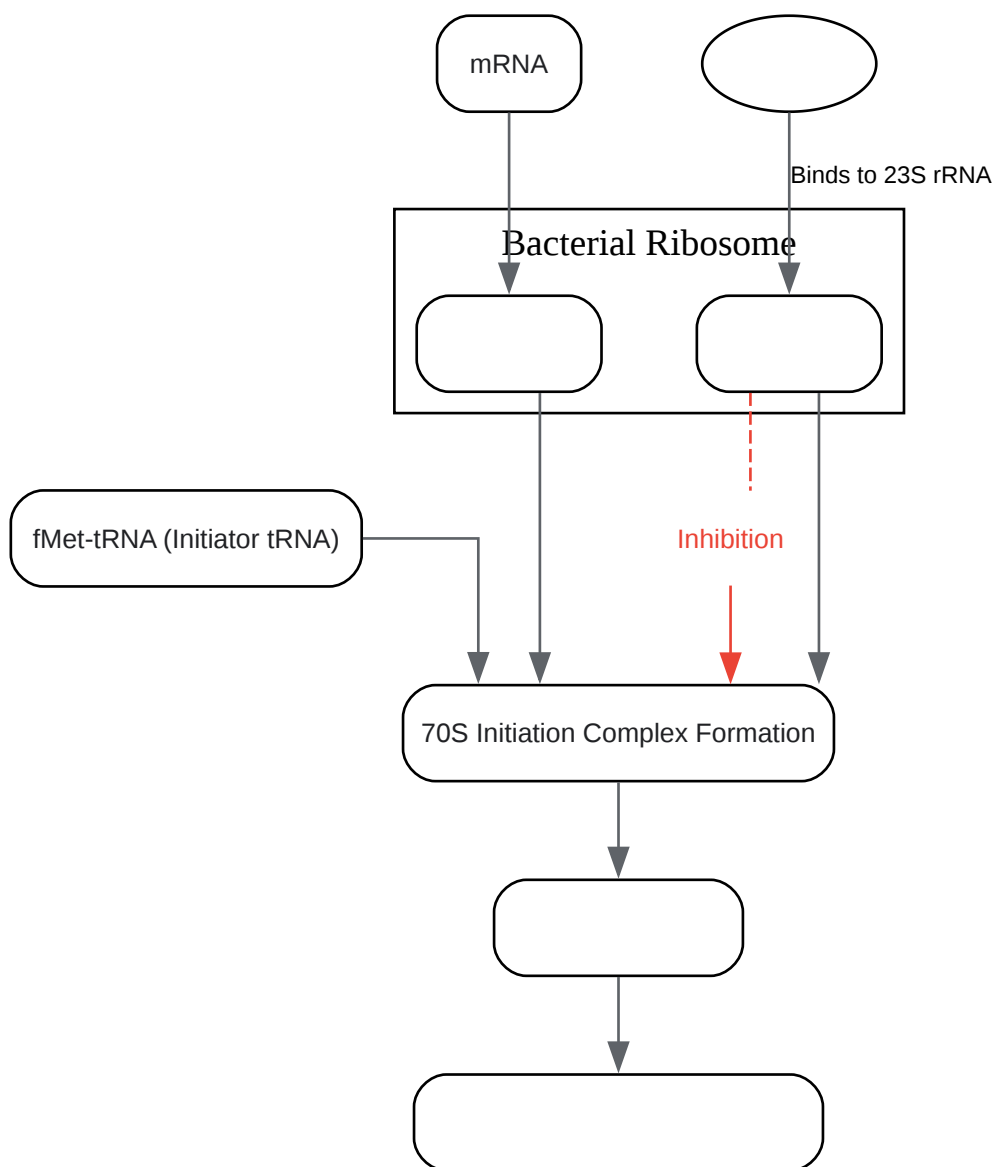 mRNA
Binds to 23S rRNA
Bacterial Ribosome
fMet-tRNA (Initiator tRNA)
Inhibition
70S Initiation Complex Formation